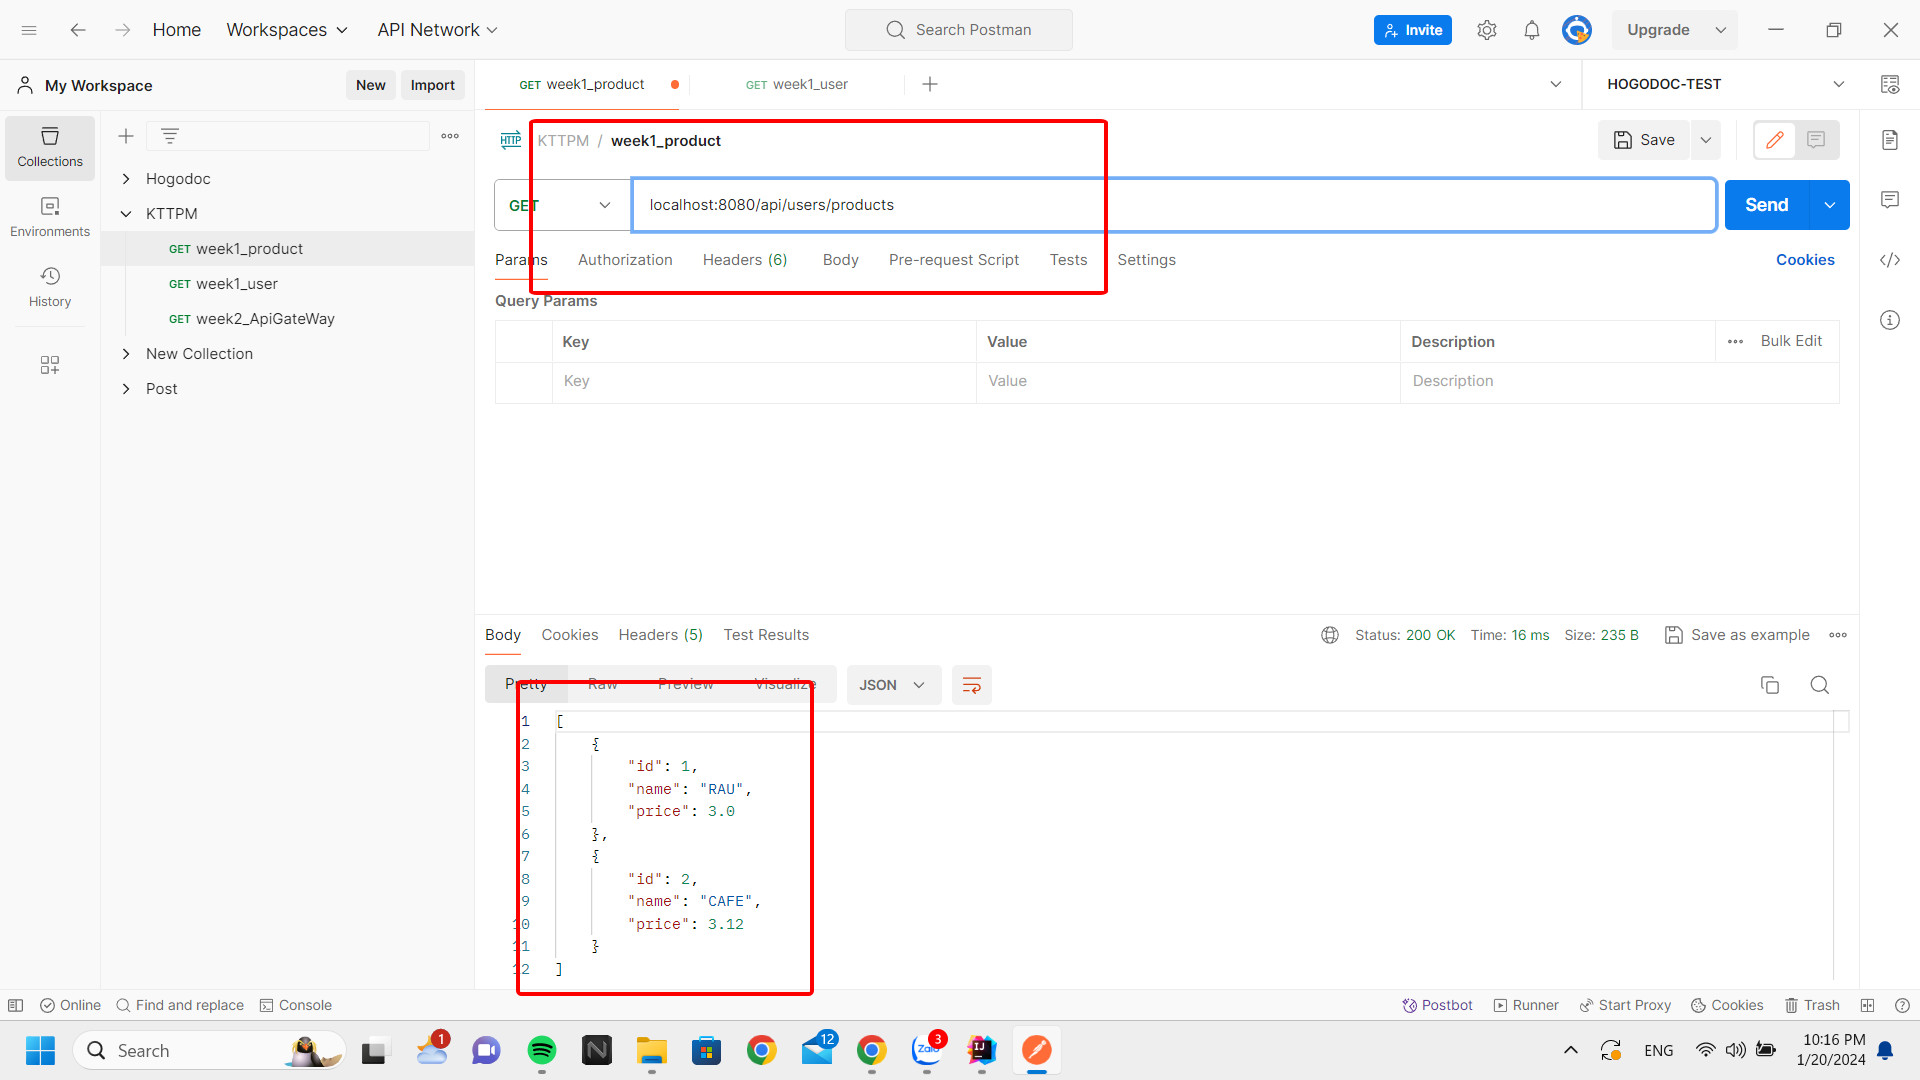 Home Workspaces API Network Search Postman Invite Upgrade
My Workspace New Import GET week1_product GET week1_user HOGODOC-TEST
Collections
Environments
History
Hogodoc
KTTPM
GET week1_product
GET week1_user
GET week2_ApiGateWay
New Collection
Post
HTTP KTTPM / week1_product Save
GET localhost:8080/api/users/products Send
Params Authorization Headers (6) Body Pre-request Script Tests Settings Cookies
Query Params
Key Value Description Bulk Edit
Key Value Description
Body Cookies Headers (5) Test Results Status: 200 OK Time: 16 ms Size: 235 B Save as example
Pretty Raw Preview Visualize JSON
1 [
2 {
3 "id": 1,
4 "name": "RAU",
5 "price": 3.0
6 },
7 {
8 "id": 2,
9 "name": "CAFE",
10 "price": 3.12
11 }
12 ]
Online Find and replace Console Postbot Runner Start Proxy Cookies Trash
Search 1 12 Zalo 3 IJ ENG 10:16 PM
1/20/2024